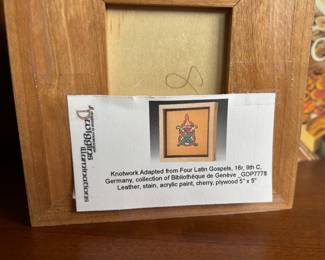 Knotwork Adapted from Four Latin Gospels, 16r, 9th C,
Germany, collection of Bibliothèque de Genève _GDP7778
Leather, stain, acrylic paint, cherry, plywood 5" x 5"